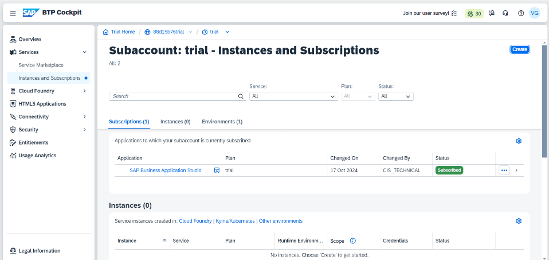 SAP BTP Cockpit
Join our user survey!
30
VG
Overview
Services
Service Marketplace
Instances and Subscriptions
Cloud Foundry
HTML5 Applications
Connectivity
Security
Entitlements
Usage Analytics
Legal Information
Trial Home / / trial
Subaccount: trial - Instances and Subscriptions
Create
All: 2
Service: Plan: Status:
Search All All All
Subscriptions (1) Instances (0) Environments (1)
Applications to which your subaccount is currently subscribed
Application Plan Changed On Changed By Status
SAP Business Application Studio trial 17 Oct 2024 CIS_TECHNICAL Subscribed
Instances (0)
Service instances created in: Cloud Foundry | Kyma/Kubernetes | Other environments
Instance Service Plan Runtime Environm... Scope Credentials Status
No instances. Choose 'Create' to get started.